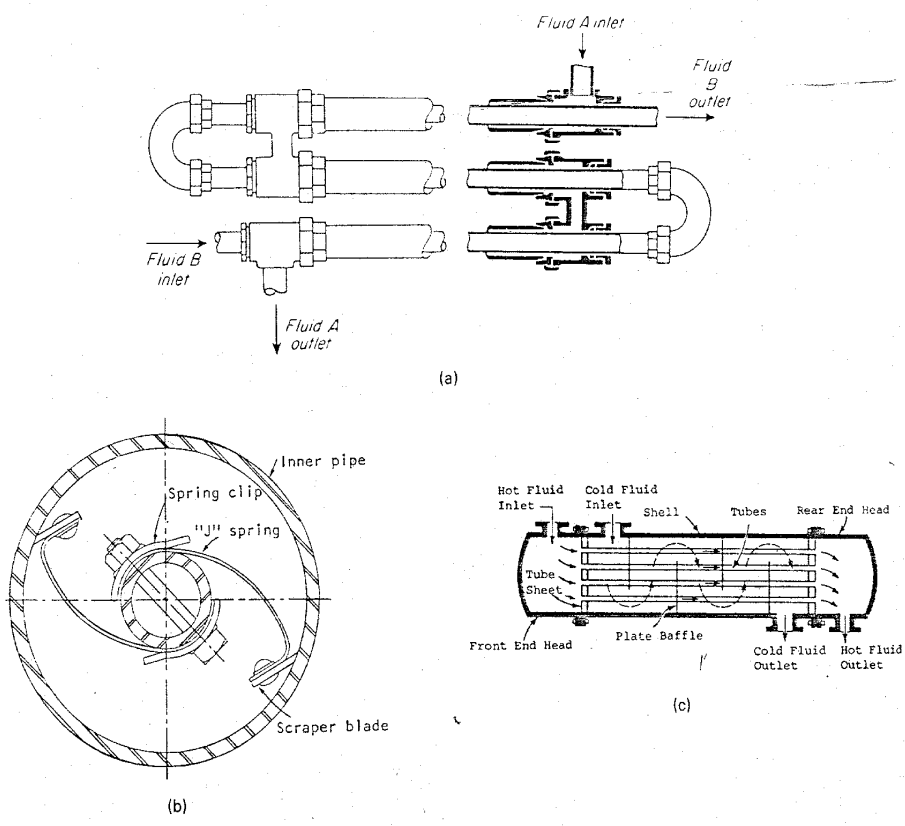 Fluid A inlet
Fluid
B
outlet
Fluid B
inlet
Fluid A
outlet
(a)
Inner pipe
Spring clip
"J" spring
Scraper blade
(b)
Hot Fluid
Inlet
Cold Fluid
Inlet
Shell
Tubes
Rear End Head
Tube
Sheet
Front End Head
Plate Baffle
Cold Fluid
Outlet
Hot Fluid
Outlet
(c)